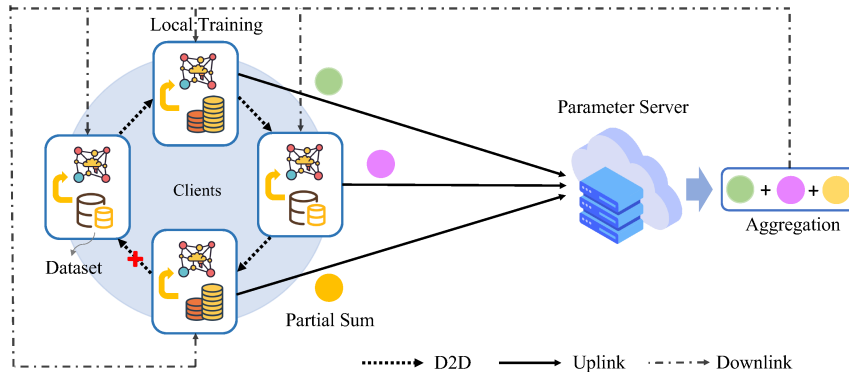 Local Training
Parameter Server
Clients
+ +
Aggregation
Dataset
Partial Sum
D2D
Uplink
Downlink